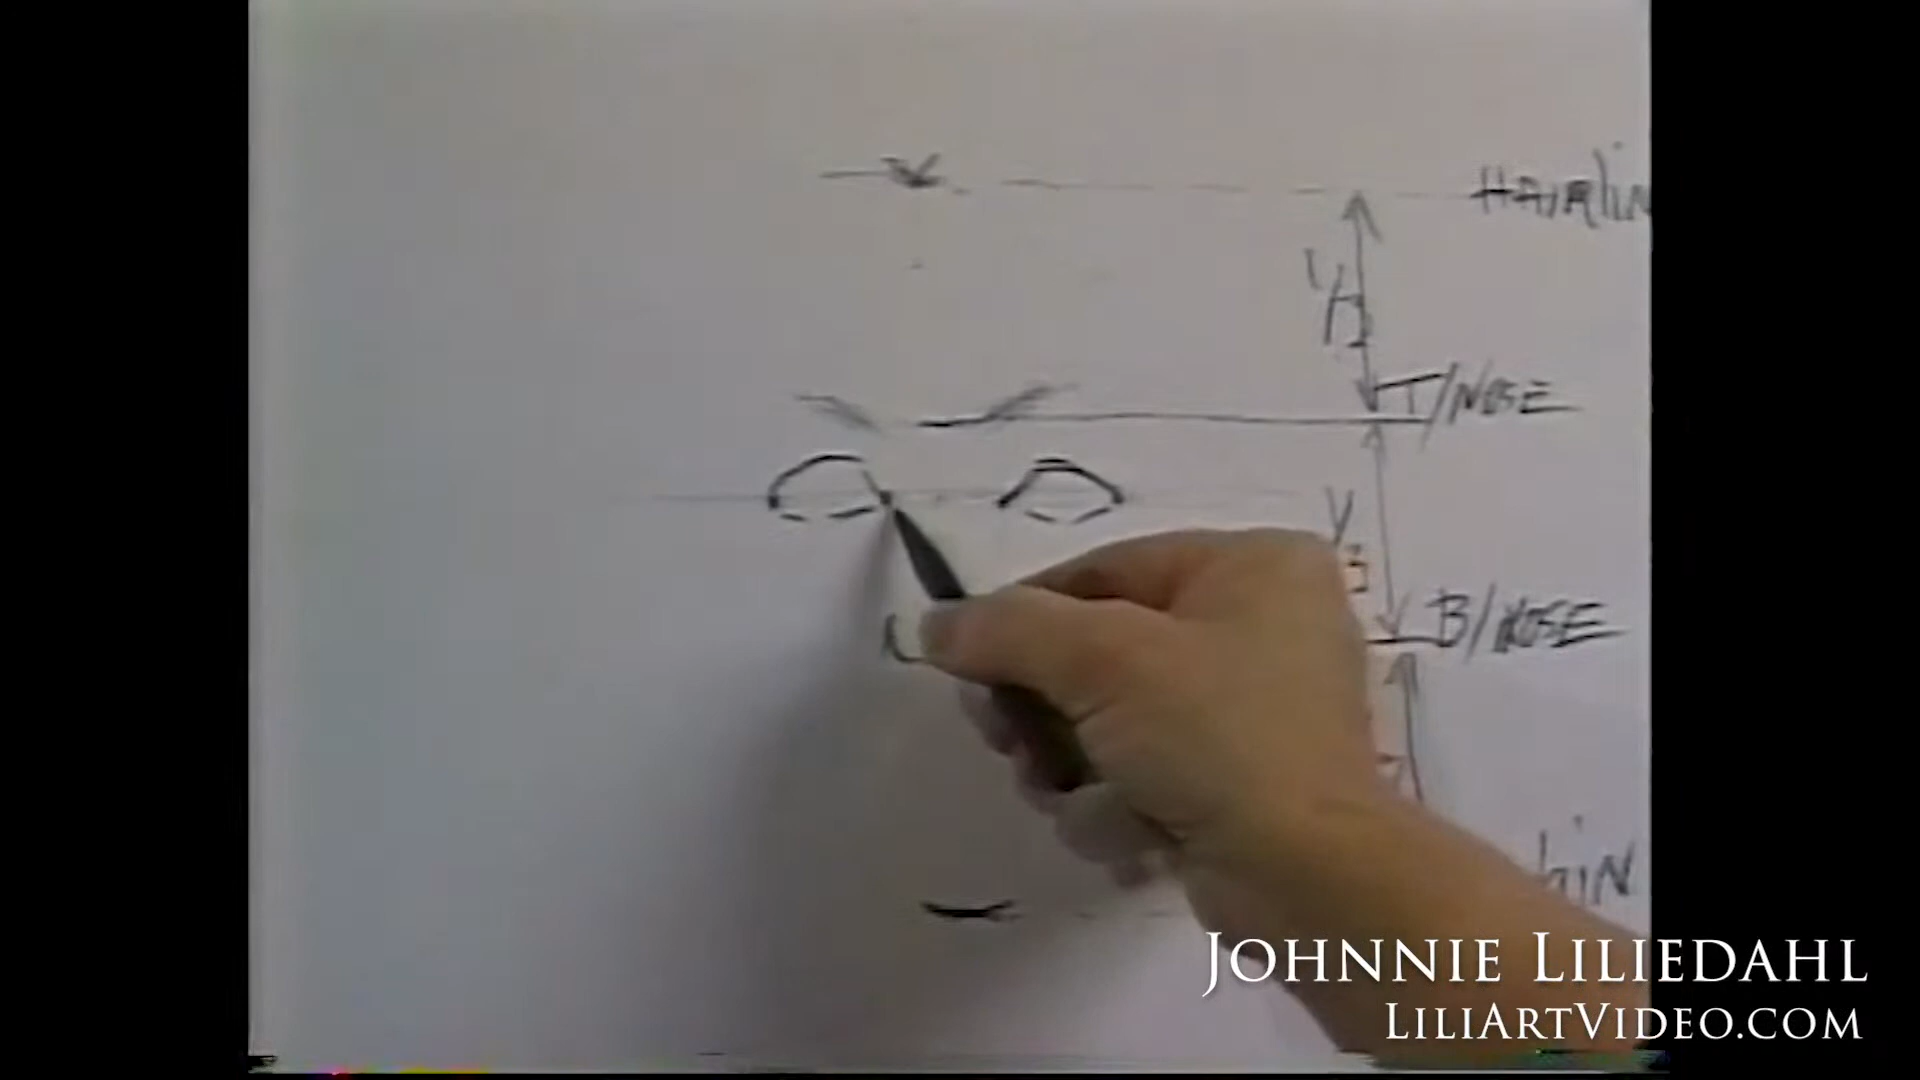 Hairlin
1/3
T/NOSE
1/3
B/NOSE
hin
JOHNNIE LILIEDAHL
LILIARTVIDEO.COM